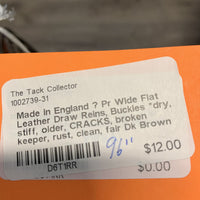 The Tack Collector
1002739-31
Made in England ? Pr Wide Flat
Leather Draw Reins, Buckles *dry,
stiff, older, CRACKS, broken
keeper, rust, clean, fair Dk Brown
96"
$12.00
D6T1RR
$0.00